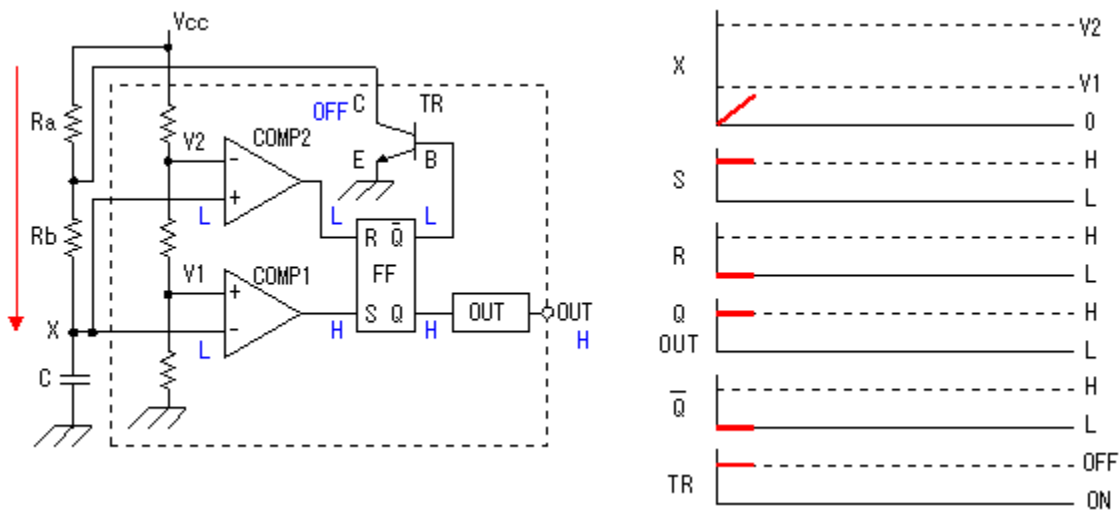 Vcc
Ra
Rb
X
C
OFF
C
TR
E
B
V2
COMP2
-
+
L
L
L
R Q̅
FF
S Q
V1
COMP1
+
-
L
H
H
OUT
OUT
H
X
V2
V1
0
S
H
L
R
H
L
Q
OUT
H
L
Q̅
H
L
TR
OFF
ON